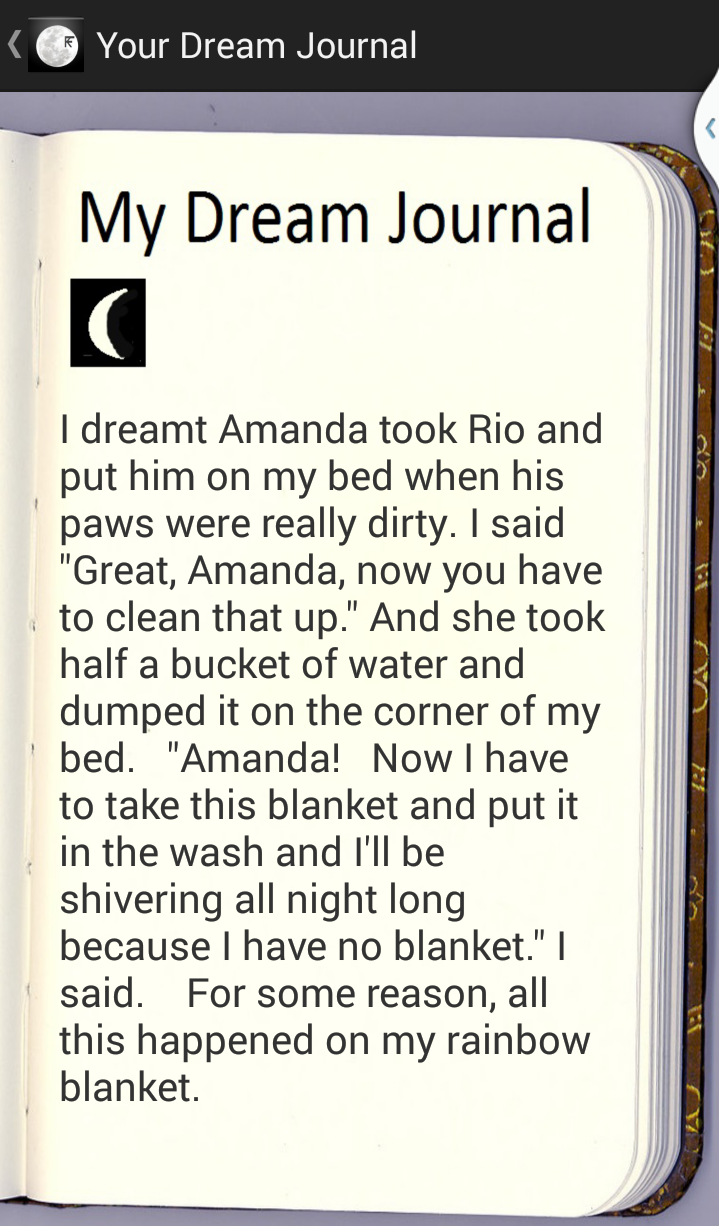 Your Dream Journal
My Dream Journal
I dreamt Amanda took Rio and
put him on my bed when his
paws were really dirty. I said
"Great, Amanda, now you have
to clean that up." And she took
half a bucket of water and
dumped it on the corner of my
bed.   "Amanda!   Now I have
to take this blanket and put it
in the wash and I'll be
shivering all night long
because I have no blanket." I
said.    For some reason, all
this happened on my rainbow
blanket.